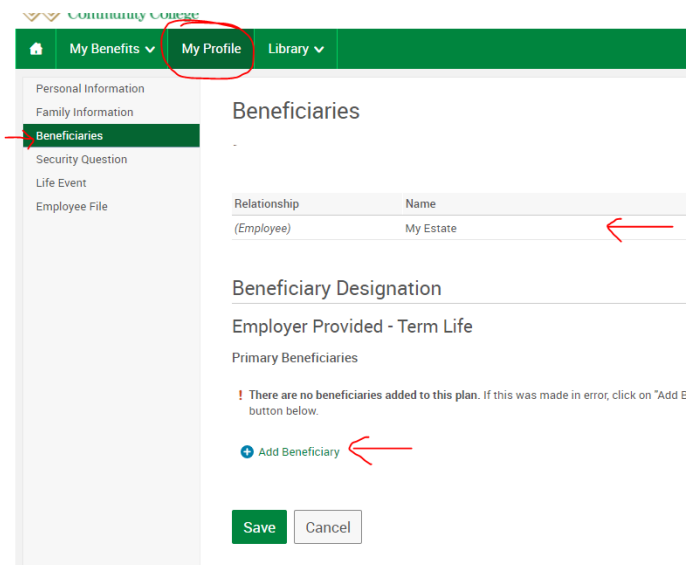 Community College
My Benefits My Profile Library
Personal Information
Family Information
Beneficiaries
Security Question
Life Event
Employee File
Beneficiaries
-
Relationship Name
(Employee) My Estate
Beneficiary Designation
Employer Provided - Term Life
Primary Beneficiaries
! There are no beneficiaries added to this plan. If this was made in error, click on "Add B
button below.
Add Beneficiary
Save Cancel